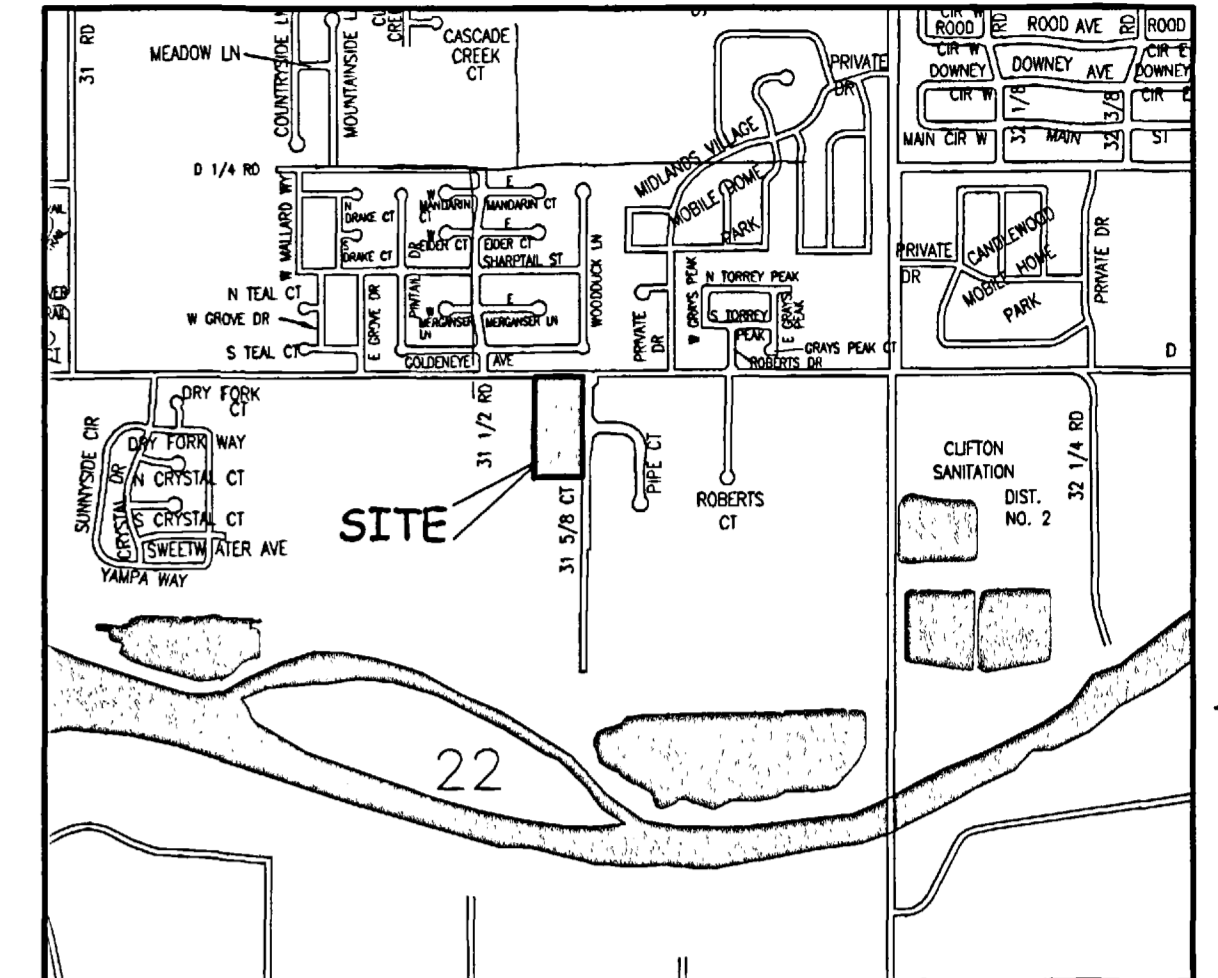 31 RD
MEADOW LN
COUNTRYSIDE LN
MOUNTAINSIDE L
CREE
CASCADE
CREEK
CT
PRIVATE
DR
CIR W
ROOD
RD
ROOD AVE
RD
ROOD
CIR W
DOWNEY
DOWNEY AVE
CIR E
DOWNEY
CIR W
32 1/8
32 3/8
CIR E
MAIN CIR W
MAIN ST
D 1/4 RD
MIDLANDS VILLAGE
MOBILE HOME
PARK
W MALLARD WY
N
DRAKE CT
S
DRAKE CT
W
MANDARIN
CT
E
MANDARIN CT
W
EIDER CT
E
EIDER CT
SHARPTAIL ST
PINTAIL DR
WOODDUCK LN
N TEAL CT
W GROVE DR
S TEAL CT
E GROVE DR
W
MERGANSER
LN
E
MERGANSER LN
GOLDENEYE AVE
PRIVATE
DR
W GRAYS PEAK
N TORREY PEAK
S TORREY
PEAK
E GRAYS
PEAK
GRAYS PEAK CT
ROBERTS DR
PRIVATE
DR
CANDLEWOOD
MOBILE HOME
PARK
PRIVATE DR
D
DRY FORK
CT
DRY FORK WAY
SUNNYSIDE CIR
CRYSTAL DR
N CRYSTAL CT
S CRYSTAL CT
SWEETWATER AVE
YAMPA WAY
31 1/2 RD
SITE
31 5/8 CT
PIPE CT
ROBERTS
CT
CLIFTON
SANITATION
DIST.
NO. 2
32 1/4 RD
22